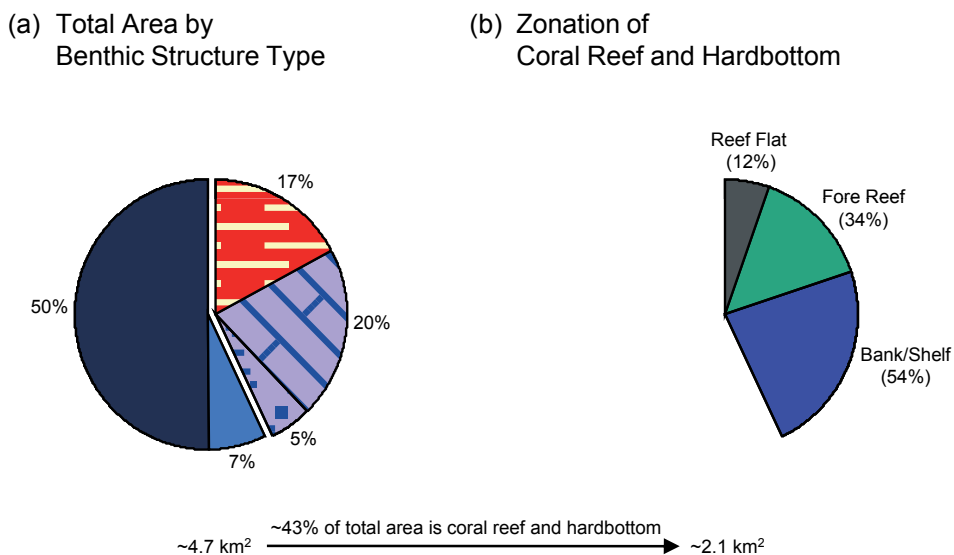 (a) Total Area by
Benthic Structure Type
(b) Zonation of
Coral Reef and Hardbottom
17%
50%
20%
5%
7%
Reef Flat
(12%)
Fore Reef
(34%)
Bank/Shelf
(54%)
~43% of total area is coral reef and hardbottom
~4.7 km²
~2.1 km²